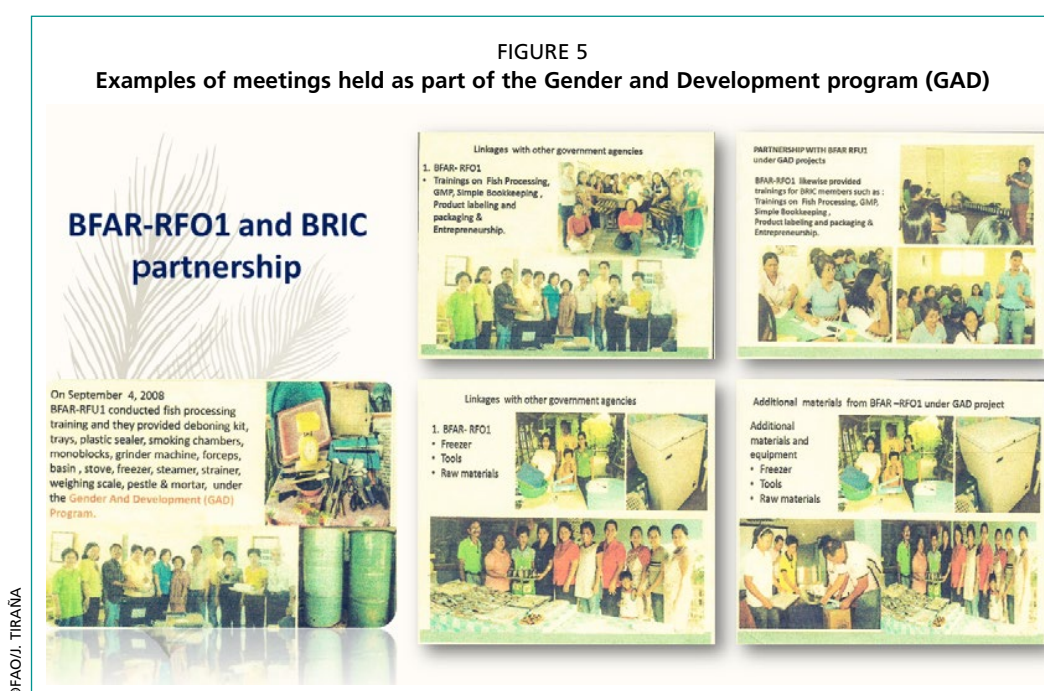 FIGURE 5
Examples of meetings held as part of the Gender and Development program (GAD)
BFAR-RFO1 and BRIC
partnership
Linkages with other government agencies
1. BFAR- RFO1
• Trainings on Fish Processing,
GMP, Simple Bookkeeping ,
Product labeling and
packaging &
Entrepreneurship.
PARTNERSHIP WITH BFAR RFU1
under GAD projects
BFAR-RFO1 likewise provided
trainings for BRIC members such as :
Trainings on Fish Processing, GMP,
Simple Bookkeeping ,
Product labeling and packaging &
Entrepreneurship.
On September 4, 2008
BFAR-RFU1 conducted fish processing
training and they provided deboning kit,
trays, plastic sealer, smoking chambers,
monoblocks, grinder machine, forceps,
basin , stove, freezer, steamer, strainer,
weighing scale, pestle & mortar, under
the Gender And Development (GAD)
Program.
Linkages with other government agencies
1. BFAR- RFO1
• Freezer
• Tools
• Raw materials
Additional materials from BFAR –RFO1 under GAD project
Additional
materials and
equipment
• Freezer
• Tools
• Raw materials
FAO/J. TIRAÑA